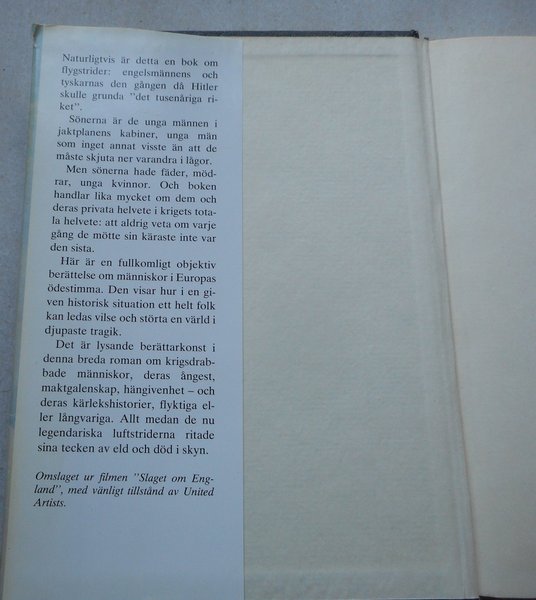 Naturligtvis är detta en bok om
flygstrider: engelsmännens och
tyskarnas den gången då Hitler
skulle grunda "det tusenåriga ri-
ket".
Sönerna är de unga männen i
jaktplanens kabiner, unga män
som inget annat visste än att de
måste skjuta ner varandra i lågor.
Men sönerna hade fäder, möd-
rar, unga kvinnor. Och boken
handlar lika mycket om dem och
deras privata helvete i krigets tota-
la helvete: att aldrig veta om varje
gång de mötte sin käraste inte var
den sista.
Här är en fullkomligt objektiv
berättelse om människor i Europas
ödestimma. Den visar hur i en gi-
ven historisk situation ett helt folk
kan ledas vilse och störta en värld i
djupaste tragik.
Det är lysande berättarkonst i
denna breda roman om krigsdrab-
bade människor, deras ångest,
maktgalenskap, hängivenhet – och
deras kärlekshistorier, flyktiga el-
ler långvariga. Allt medan de nu
legendariska luftstriderna ritade
sina tecken av eld och död i skyn.
Omslaget ur filmen "Slaget om Eng-
land", med vänligt tillstånd av United
Artists.